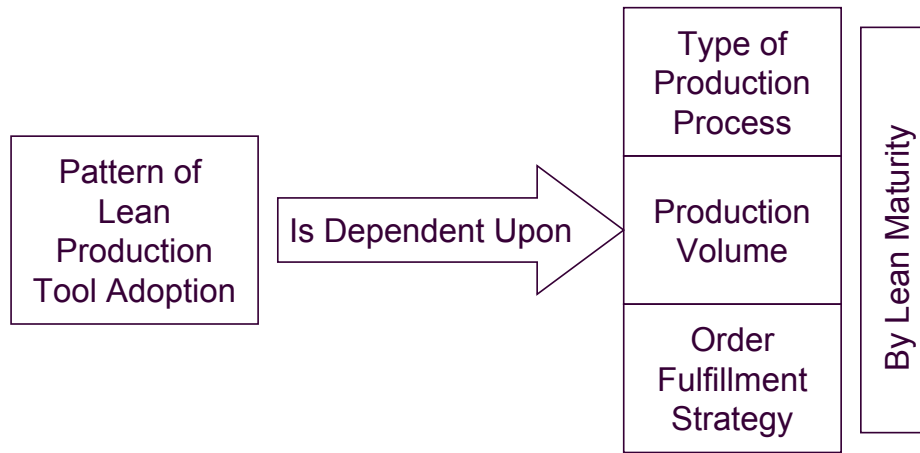 Pattern of
Lean
Production
Tool Adoption
Is Dependent Upon
Type of
Production
Process
Production
Volume
Order
Fulfillment
Strategy
By Lean Maturity